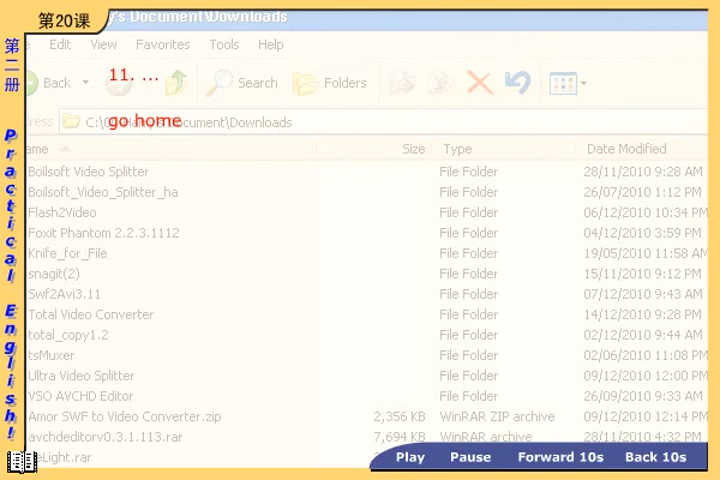 第20课
第二册
Practical English!
's Document\Downloads
Edit View Favorites Tools Help
Back Search Folders
11. ...
go home
C:\ Document\Downloads
Size Type Date Modified
Boilsoft Video Splitter File Folder 28/11/2010 9:28 AM
Boilsoft_Video_Splitter_ha File Folder 26/07/2010 1:12 PM
Flash2Video File Folder 06/12/2010 10:34 PM
Foxit Phantom 2.2.3.1112 File Folder 04/12/2010 3:59 PM
Knife_for_File File Folder 19/05/2010 11:58 AM
snagit(2) File Folder 15/11/2010 9:12 PM
Swf2Avi3.11 File Folder 07/12/2010 9:43 AM
Total Video Converter File Folder 14/12/2010 9:28 PM
total_copy1.2 File Folder 02/12/2010 9:44 AM
tsMuxer File Folder 02/06/2010 11:08 PM
Ultra Video Splitter File Folder 09/12/2010 12:00 PM
VSO AVCHD Editor File Folder 26/09/2010 9:33 AM
Amor SWF to Video Converter.zip 2,356 KB WinRAR ZIP archive 09/12/2010 12:14 PM
avchdeditorv0.3.1.113.rar 7,694 KB WinRAR archive 28/11/2010 4:32 PM
eLight.rar
Play Pause Forward 10s Back 10s